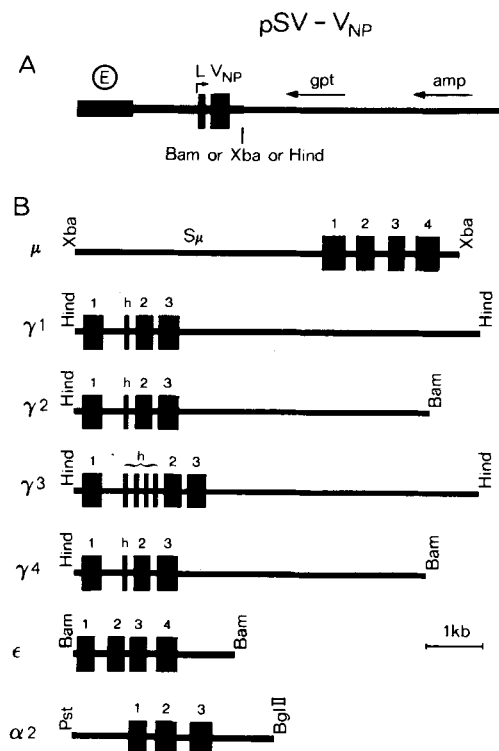 pSV - V_NP
A
E
L V_NP
gpt
amp
Bam or Xba or Hind
B
μ
Xba
Sμ
1 2 3 4
Xba
γ1
Hind
1 h 2 3
Hind
γ2
Hind
1 h 2 3
Bam
γ3
Hind
1 h 2 3
Hind
γ4
Hind
1 h 2 3
Bam
ε
Bam
1 2 3 4
Bam
1kb
α2
Pst
1 2 3
BglII